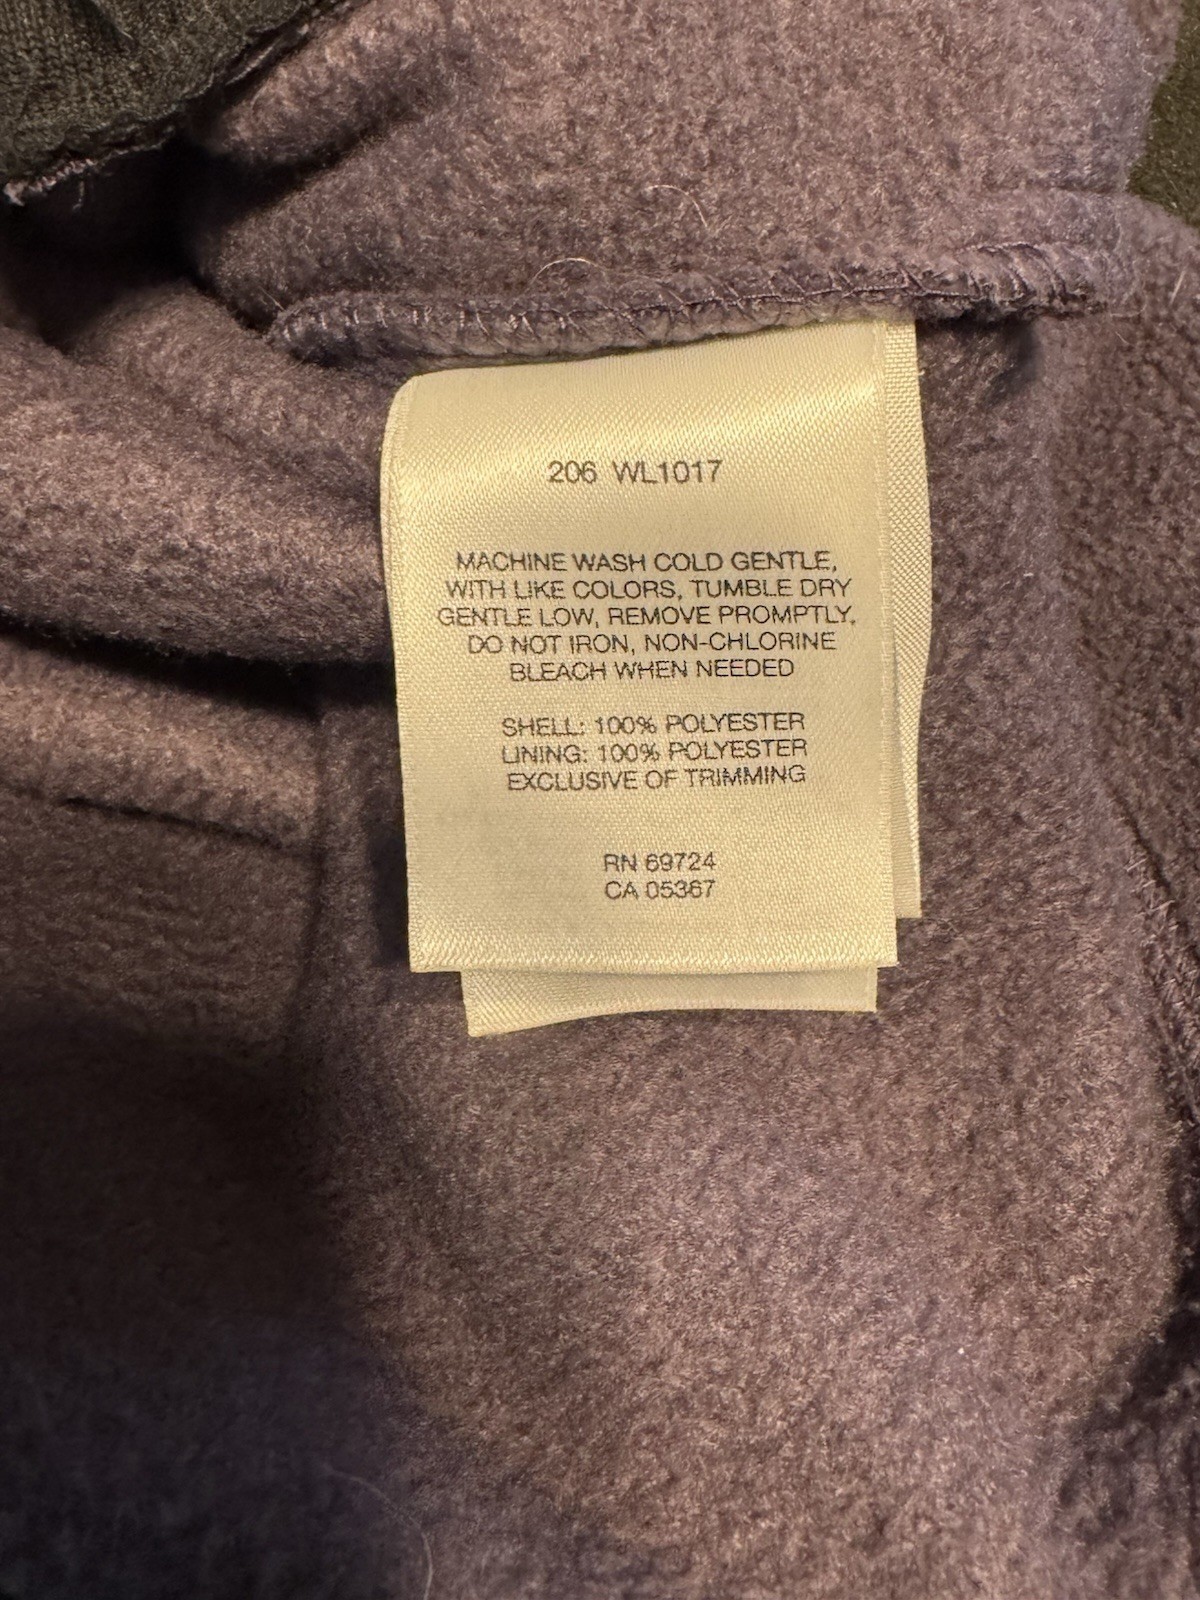 206 WL1017
MACHINE WASH COLD GENTLE,
WITH LIKE COLORS, TUMBLE DRY
GENTLE LOW, REMOVE PROMPTLY,
DO NOT IRON, NON-CHLORINE
BLEACH WHEN NEEDED
SHELL: 100% POLYESTER
LINING: 100% POLYESTER
EXCLUSIVE OF TRIMMING
RN 69724
CA 05367